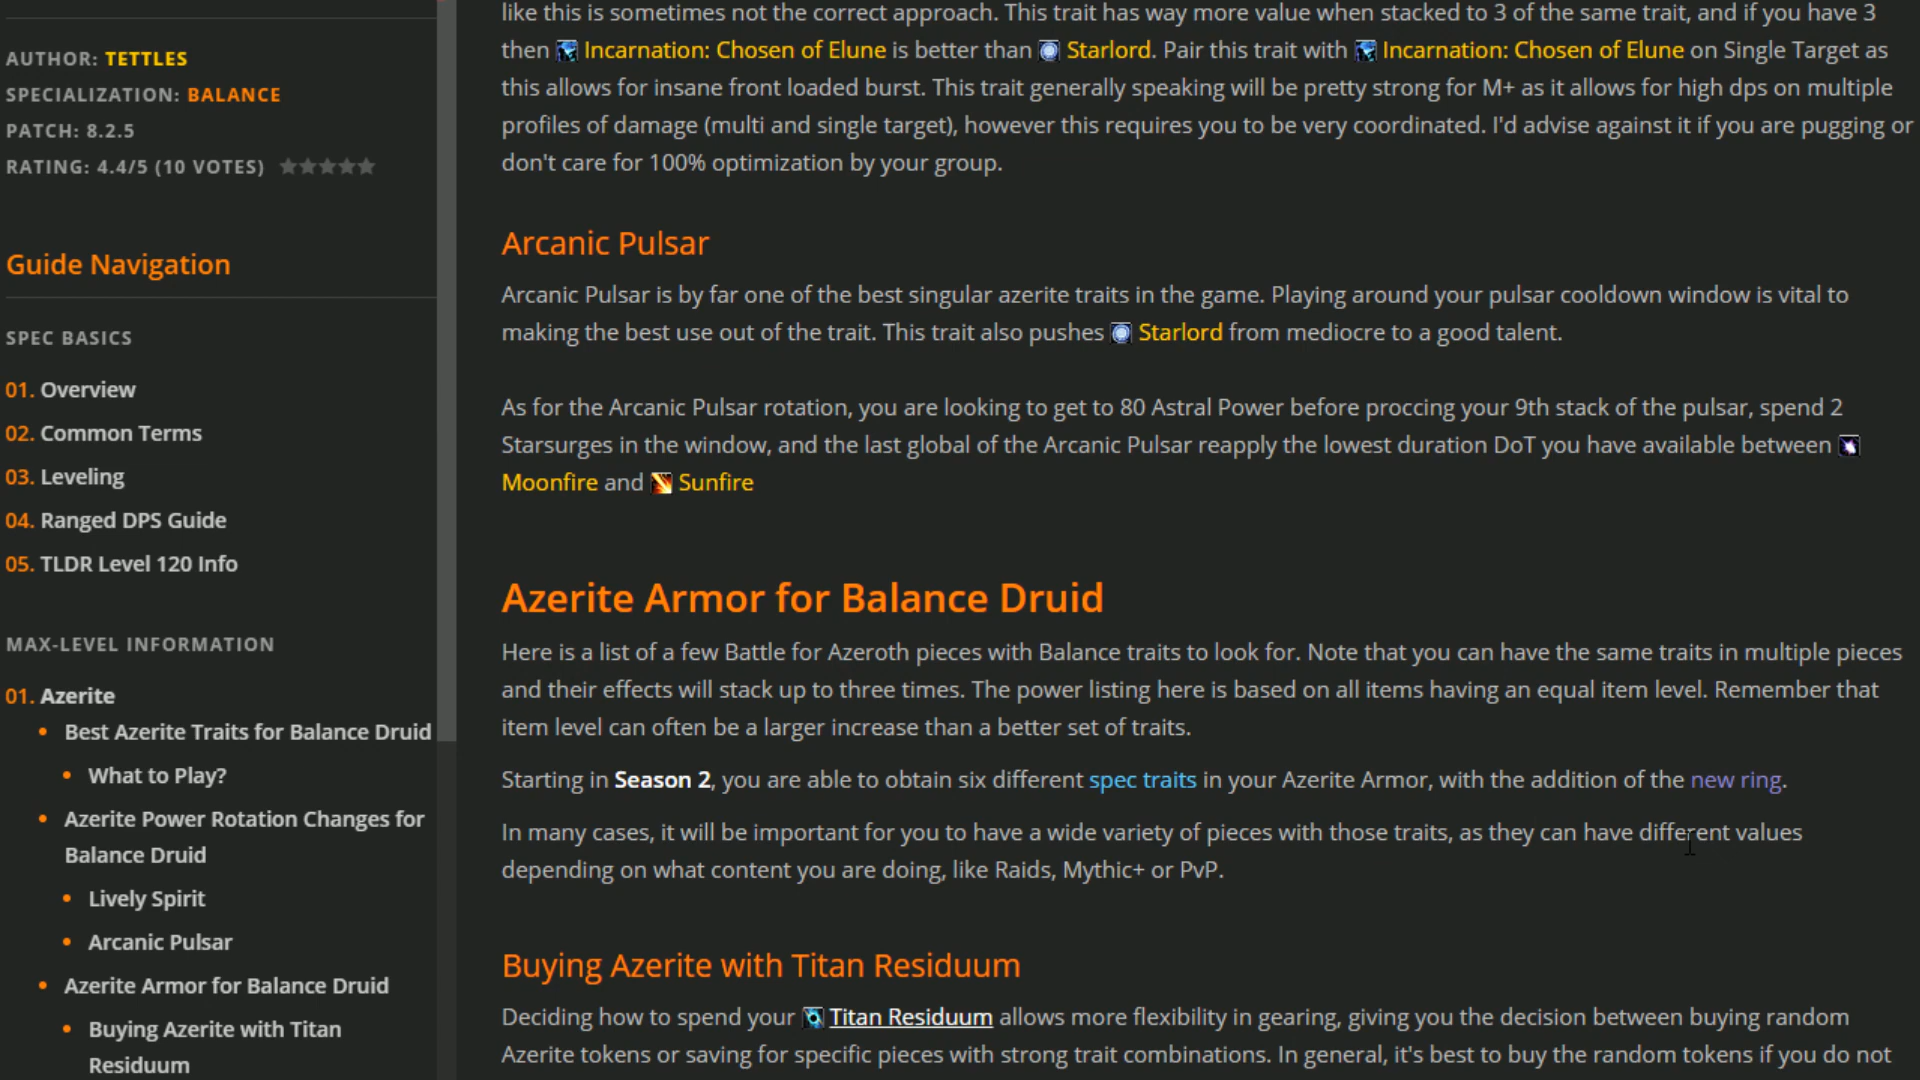 AUTHOR: TETTLES
SPECIALIZATION: BALANCE
PATCH: 8.2.5
RATING: 4.4/5 (10 VOTES)
Guide Navigation
SPEC BASICS
01. Overview
02. Common Terms
03. Leveling
04. Ranged DPS Guide
05. TLDR Level 120 Info
MAX-LEVEL INFORMATION
01. Azerite
• Best Azerite Traits for Balance Druid
• What to Play?
• Azerite Power Rotation Changes for
Balance Druid
• Lively Spirit
• Arcanic Pulsar
• Azerite Armor for Balance Druid
• Buying Azerite with Titan
Residuum
like this is sometimes not the correct approach. This trait has way more value when stacked to 3 of the same trait, and if you have 3
then Incarnation: Chosen of Elune is better than Starlord. Pair this trait with Incarnation: Chosen of Elune on Single Target as
this allows for insane front loaded burst. This trait generally speaking will be pretty strong for M+ as it allows for high dps on multiple
profiles of damage (multi and single target), however this requires you to be very coordinated. I'd advise against it if you are pugging or
don't care for 100% optimization by your group.
Arcanic Pulsar
Arcanic Pulsar is by far one of the best singular azerite traits in the game. Playing around your pulsar cooldown window is vital to
making the best use out of the trait. This trait also pushes Starlord from mediocre to a good talent.
As for the Arcanic Pulsar rotation, you are looking to get to 80 Astral Power before proccing your 9th stack of the pulsar, spend 2
Starsurges in the window, and the last global of the Arcanic Pulsar reapply the lowest duration DoT you have available between
Moonfire and Sunfire
Azerite Armor for Balance Druid
Here is a list of a few Battle for Azeroth pieces with Balance traits to look for. Note that you can have the same traits in multiple pieces
and their effects will stack up to three times. The power listing here is based on all items having an equal item level. Remember that
item level can often be a larger increase than a better set of traits.
Starting in Season 2, you are able to obtain six different spec traits in your Azerite Armor, with the addition of the new ring.
In many cases, it will be important for you to have a wide variety of pieces with those traits, as they can have different values
depending on what content you are doing, like Raids, Mythic+ or PvP.
Buying Azerite with Titan Residuum
Deciding how to spend your Titan Residuum allows more flexibility in gearing, giving you the decision between buying random
Azerite tokens or saving for specific pieces with strong trait combinations. In general, it's best to buy the random tokens if you do not